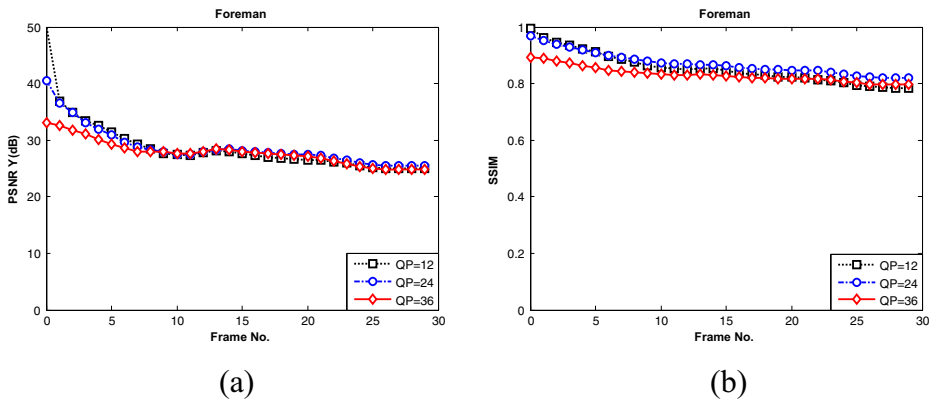 Foreman
50
40
30
20
10
0
PSNR Y(dB)
0 5 10 15 20 25 30
Frame No.
QP=12
QP=24
QP=36
(a)
Foreman
1
0.8
0.6
0.4
0.2
0
SSIM
0 5 10 15 20 25 30
Frame No.
QP=12
QP=24
QP=36
(b)